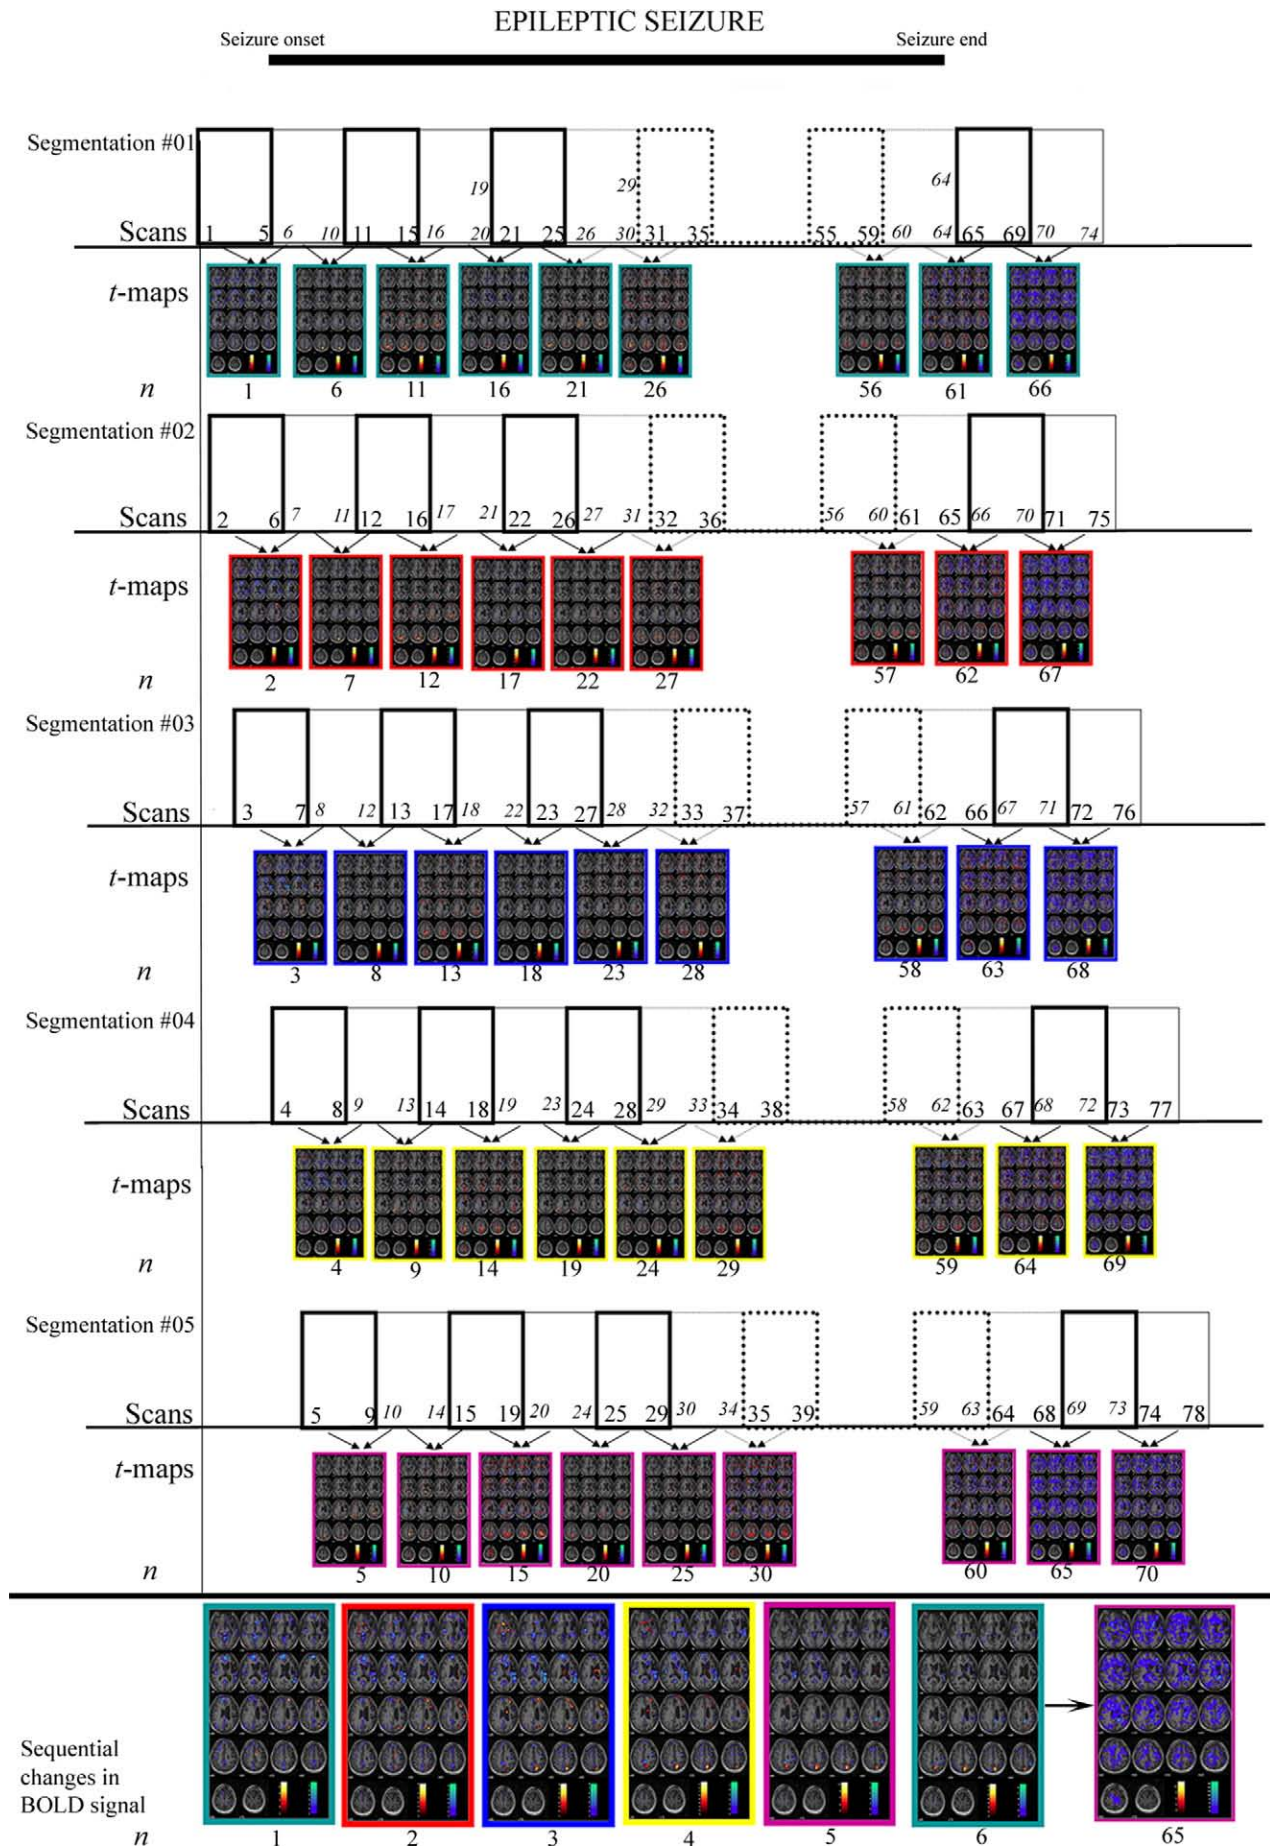 EPILEPTIC SEIZURE
Seizure onset Seizure end
Segmentation #01
19 29 64
Scans 1 5 6 10 11 15 16 20 21 25 26 30 31 35 55 59 60 64 65 69 70 74
t-maps
n 1 6 11 16 21 26 56 61 66
Segmentation #02
Scans 2 6 7 11 12 16 17 21 22 26 27 31 32 36 56 60 61 65 66 70 71 75
t-maps
n 2 7 12 17 22 27 57 62 67
Segmentation #03
Scans 3 7 8 12 13 17 18 22 23 27 28 32 33 37 57 61 62 66 67 71 72 76
t-maps
n 3 8 13 18 23 28 58 63 68
Segmentation #04
Scans 4 8 9 13 14 18 19 23 24 28 29 33 34 38 58 62 63 67 68 72 73 77
t-maps
n 4 9 14 19 24 29 59 64 69
Segmentation #05
Scans 5 9 10 14 15 19 20 24 25 29 30 34 35 39 59 63 64 68 69 73 74 78
t-maps
n 5 10 15 20 25 30 60 65 70
Sequential
changes in
BOLD signal
n 1 2 3 4 5 6 65